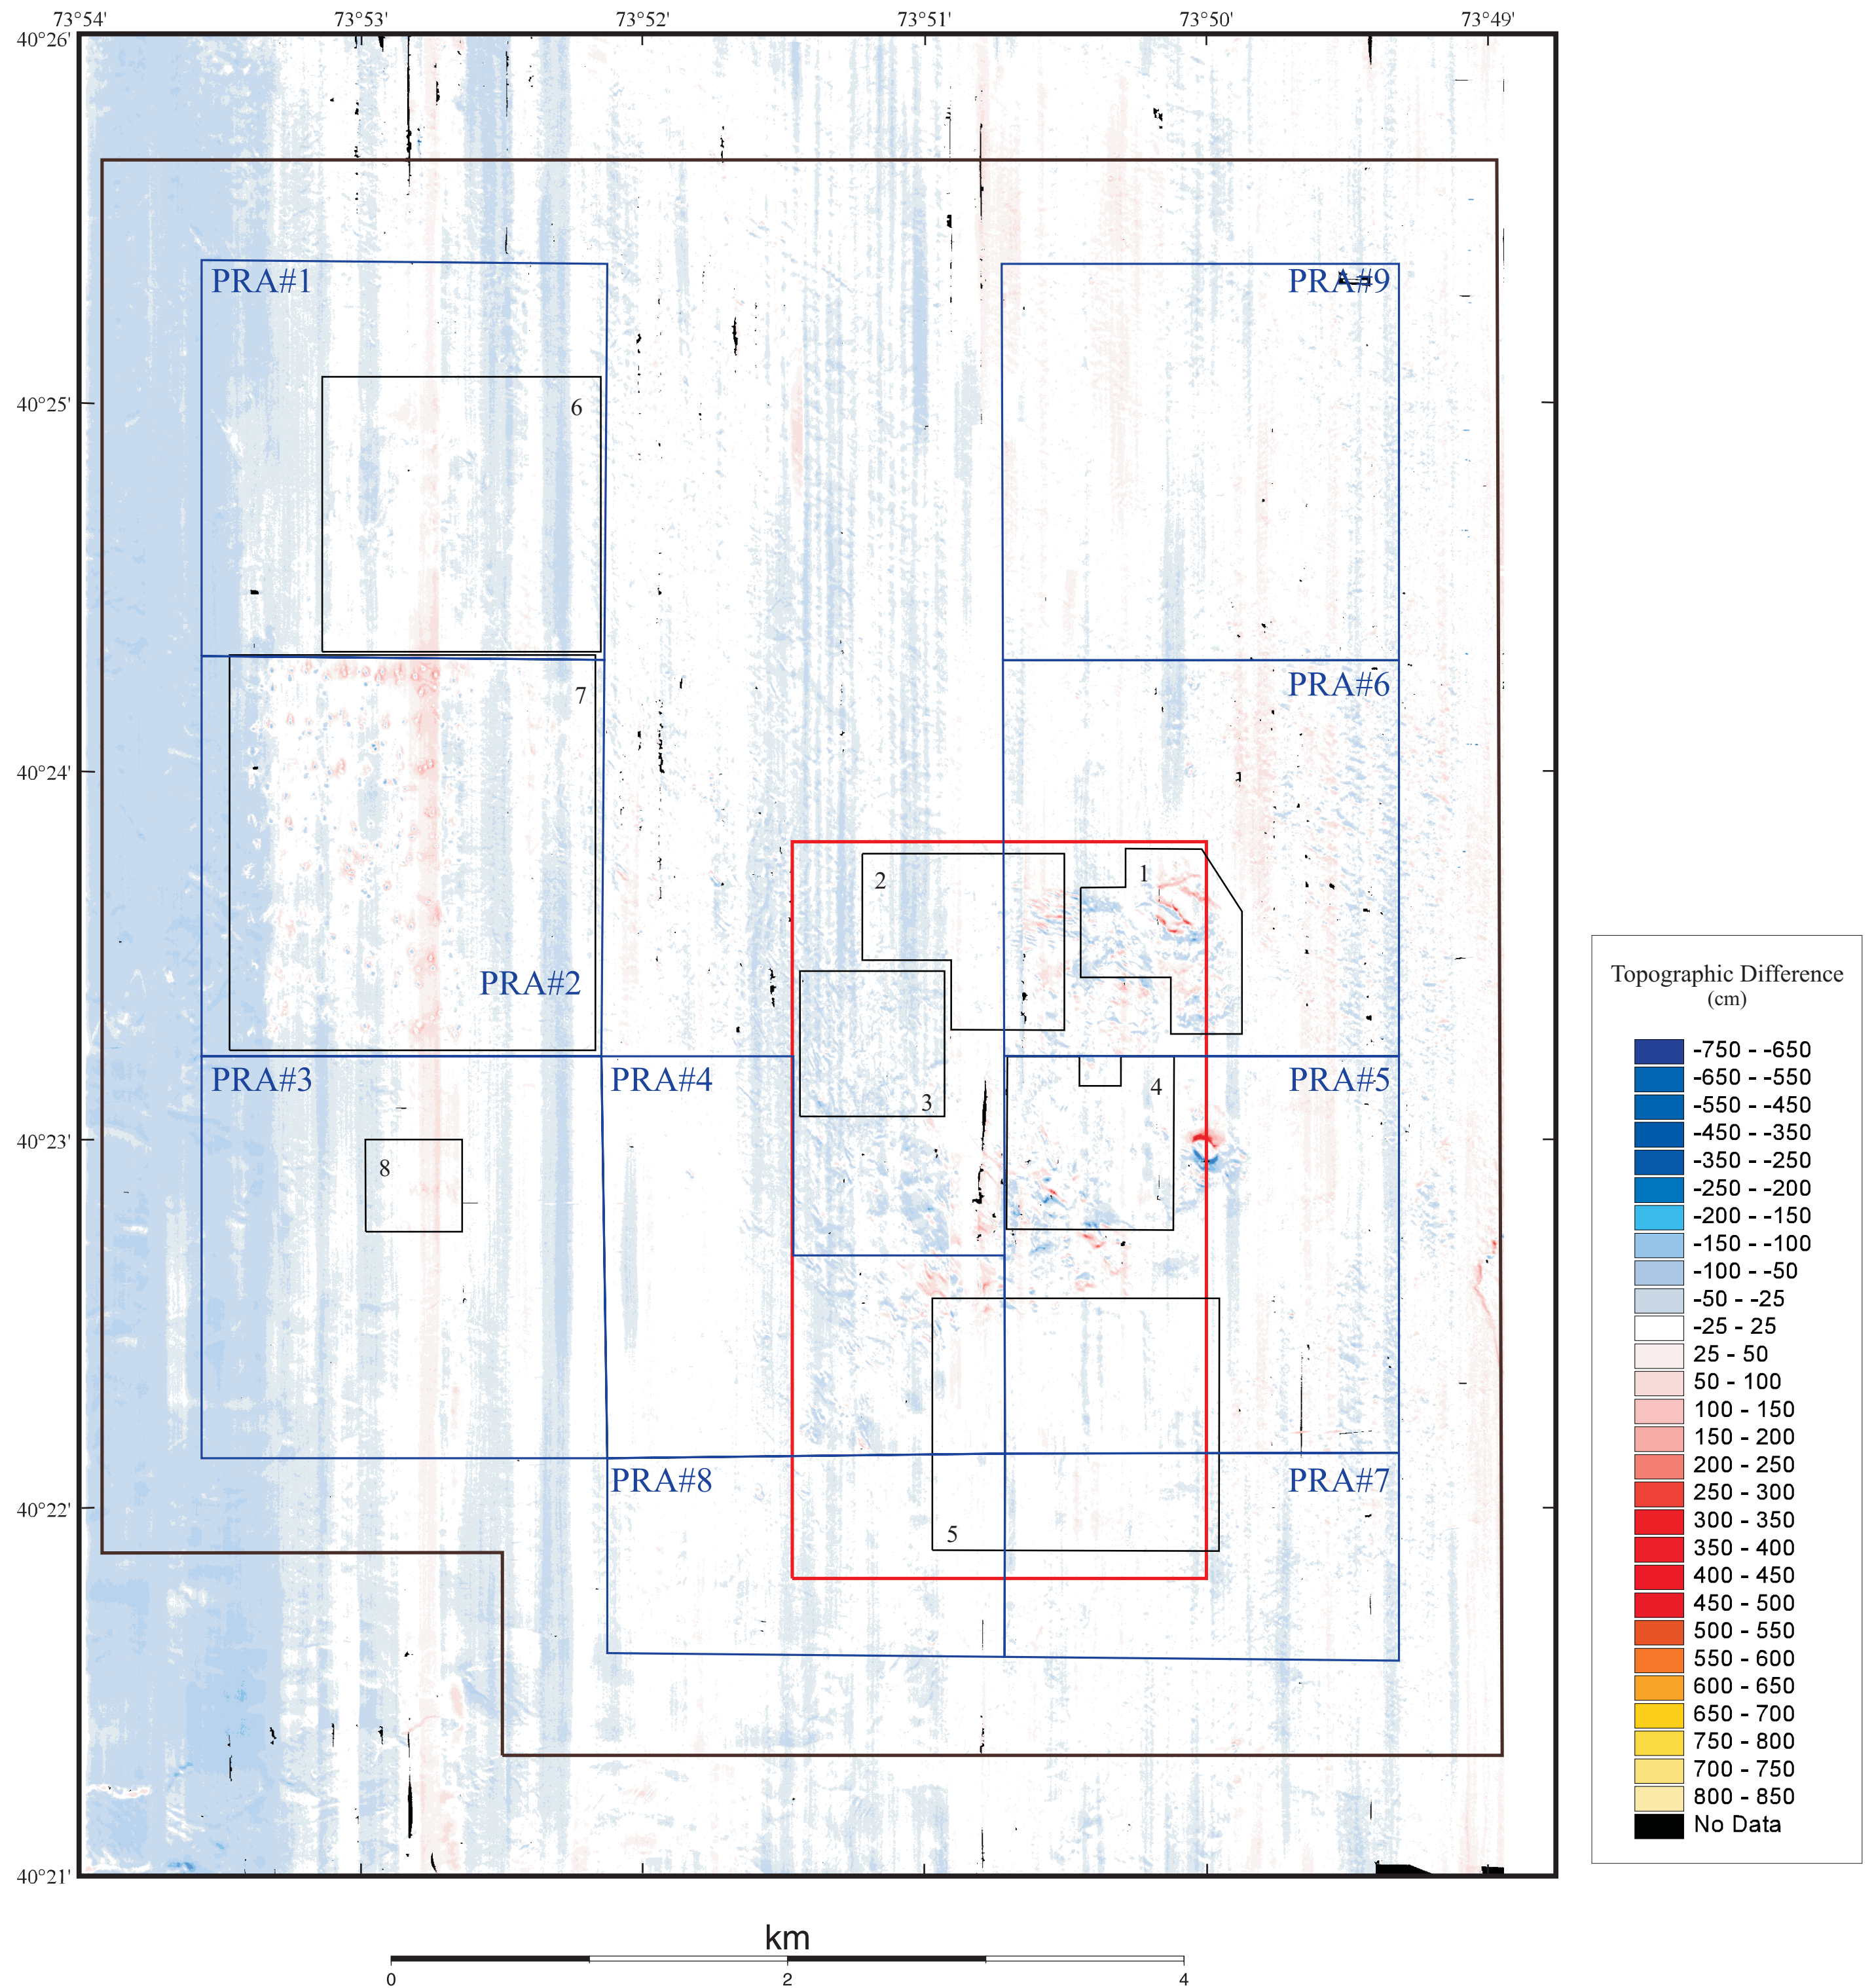 73°54' 73°53' 73°52' 73°51' 73°50' 73°49'
40°26'
PRA#1 PRA#9
40°25'
6
PRA#6
7
40°24'
2 1
PRA#2
PRA#3 PRA#4 PRA#5
4
3
40°23'
8
PRA#8 PRA#7
40°22'
5
40°21'
km
0 2 4
Topographic Difference
(cm)
-750 - -650
-650 - -550
-550 - -450
-450 - -350
-350 - -250
-250 - -200
-200 - -150
-150 - -100
-100 - -50
-50 - -25
-25 - 25
25 - 50
50 - 100
100 - 150
150 - 200
200 - 250
250 - 300
300 - 350
350 - 400
400 - 450
450 - 500
500 - 550
550 - 600
600 - 650
650 - 700
750 - 800
700 - 750
800 - 850
No Data